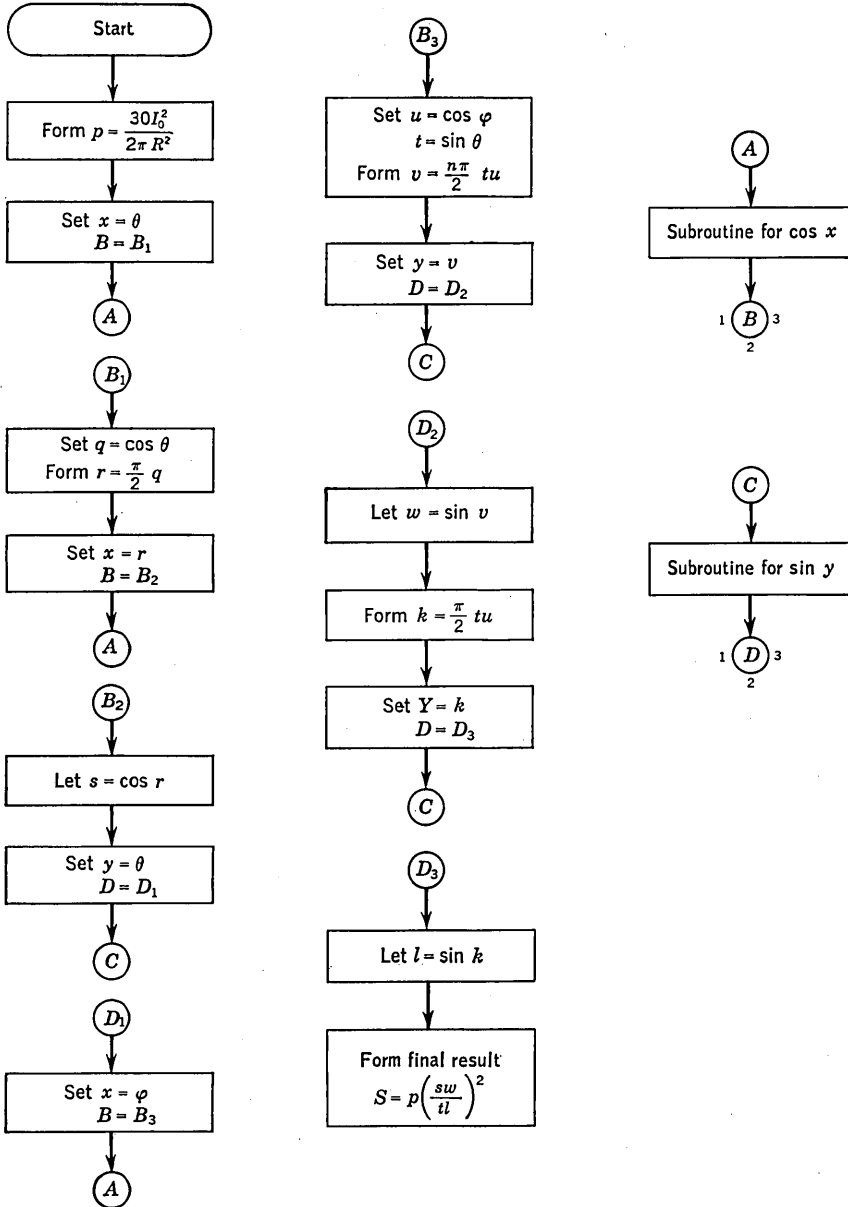 Start
Form p = 30I₀² / 2π R²
Set x = θ
B = B₁
A
B₁
Set q = cos θ
Form r = π/2 q
Set x = r
B = B₂
A
B₂
Let s = cos r
Set y = θ
D = D₁
C
D₁
Set x = φ
B = B₃
A
B₃
Set u = cos φ
t = sin θ
Form v = nπ/2 tu
Set y = v
D = D₂
C
D₂
Let w = sin v
Form k = π/2 tu
Set Y = k
D = D₃
C
D₃
Let l = sin k
Form final result
S = p(sw/tl)²
A
Subroutine for cos x
1 B 3
2
C
Subroutine for sin y
1 D 3
2